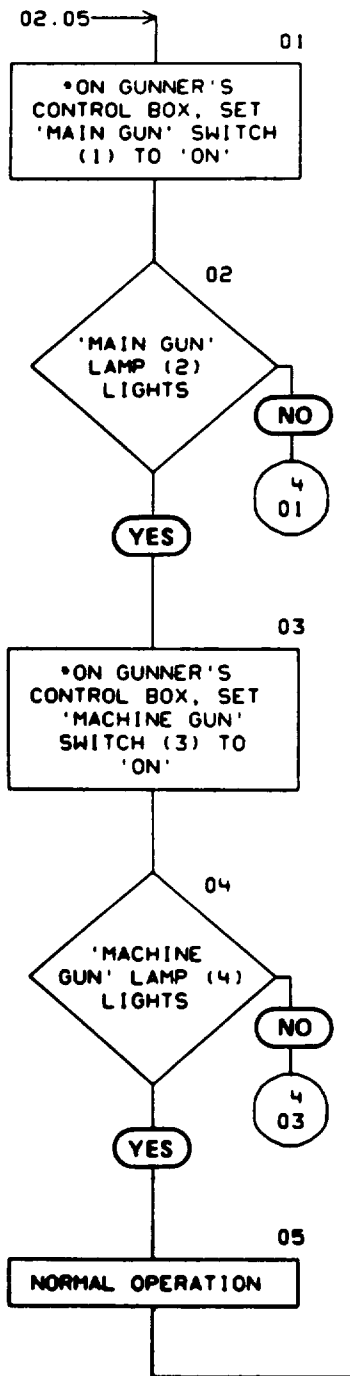 02.05
01
*ON GUNNER'S
CONTROL BOX, SET
'MAIN GUN' SWITCH
(1) TO 'ON'
02
'MAIN GUN'
LAMP (2)
LIGHTS
NO
4
01
YES
03
*ON GUNNER'S
CONTROL BOX, SET
'MACHINE GUN'
SWITCH (3) TO
'ON'
04
'MACHINE
GUN' LAMP (4)
LIGHTS
NO
4
03
YES
05
NORMAL OPERATION